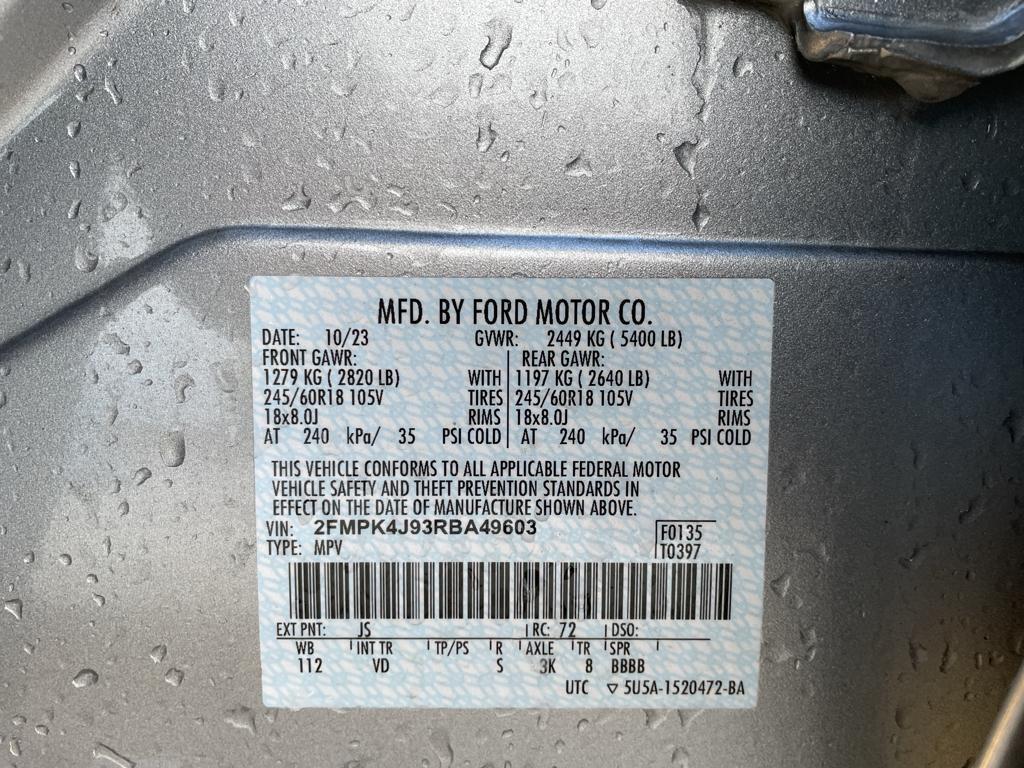 MFD. BY FORD MOTOR CO.
DATE: 10/23 GVWR: 2449 KG ( 5400 LB)
FRONT GAWR: REAR GAWR:
1279 KG ( 2820 LB) WITH 1197 KG ( 2640 LB) WITH
245/60R18 105V TIRES 245/60R18 105V TIRES
18x8.0J RIMS 18x8.0J RIMS
AT 240 kPa/ 35 PSI COLD AT 240 kPa/ 35 PSI COLD
THIS VEHICLE CONFORMS TO ALL APPLICABLE FEDERAL MOTOR
VEHICLE SAFETY AND THEFT PREVENTION STANDARDS IN
EFFECT ON THE DATE OF MANUFACTURE SHOWN ABOVE.
VIN: 2FMPK4J93RBA49603 F0135
TYPE: MPV T0397
EXT PNT: JS RC: 72 DSO:
WB INT TR TP/PS R AXLE TR SPR
112 VD S 3K 8 BBBB
UTC ▽ 5U5A-1520472-BA